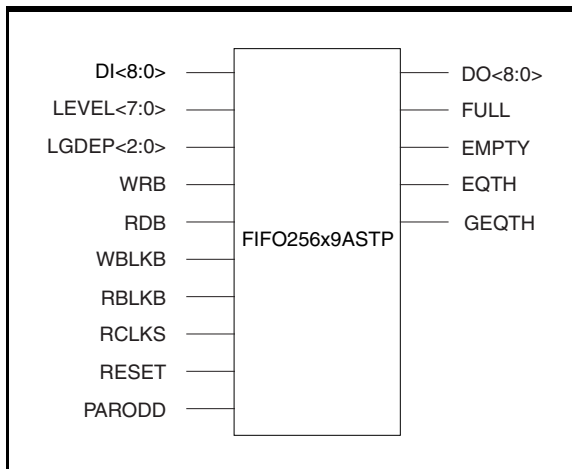 DI<8:0>
LEVEL<7:0>
LGDEP<2:0>
WRB
RDB
WBLKB
RBLKB
RCLKS
RESET
PARODD
FIFO256x9ASTP
DO<8:0>
FULL
EMPTY
EQTH
GEQTH